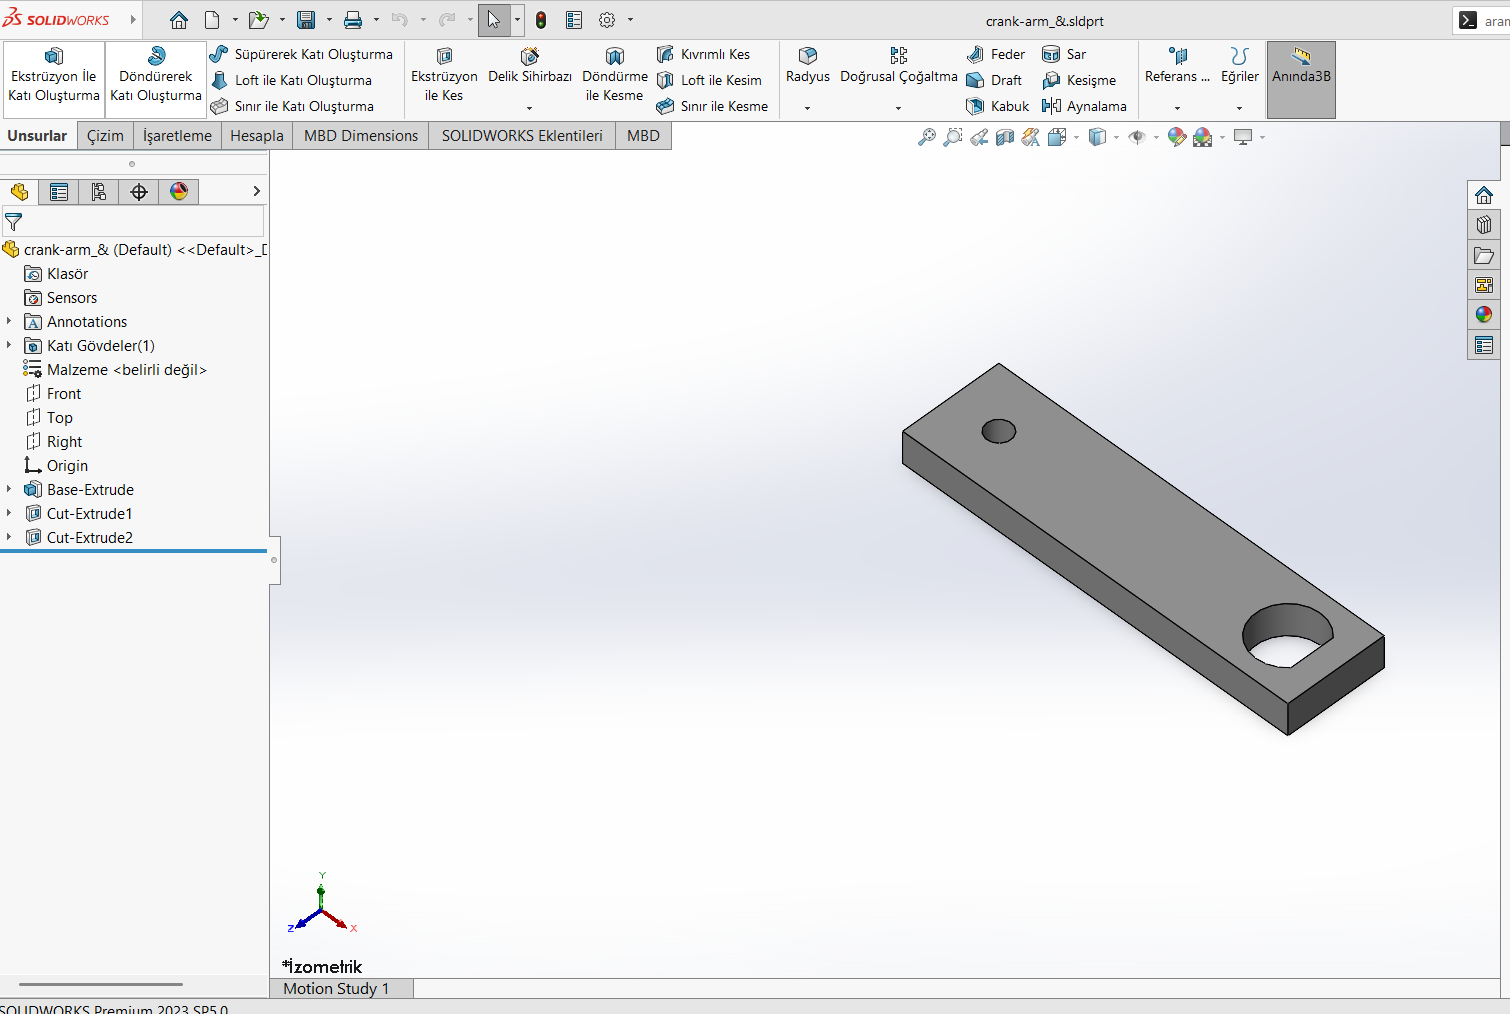 SOLIDWORKS
crank-arm_&.sldprt
aran
Ekstrüzyon İle
Katı Oluşturma
Döndürerek
Katı Oluşturma
Süpürerek Katı Oluşturma
Loft ile Katı Oluşturma
Sınır ile Katı Oluşturma
Ekstrüzyon
ile Kes
Delik Sihirbazı
Döndürme
ile Kesme
Kıvrımlı Kes
Loft ile Kesim
Sınır ile Kesme
Radyus
Doğrusal Çoğaltma
Feder
Draft
Kabuk
Sar
Kesişme
Aynalama
Referans ...
Eğriler
Anında3B
Unsurlar
Çizim
İşaretleme
Hesapla
MBD Dimensions
SOLIDWORKS Eklentileri
MBD
crank-arm_& (Default) <<Default>_D
Klasör
Sensors
Annotations
Katı Gövdeler(1)
Malzeme <belirli değil>
Front
Top
Right
Origin
Base-Extrude
Cut-Extrude1
Cut-Extrude2
Y
Z
X
*İzometrik
Motion Study 1
SOLIDWORKS Premium 2023 SP5.0